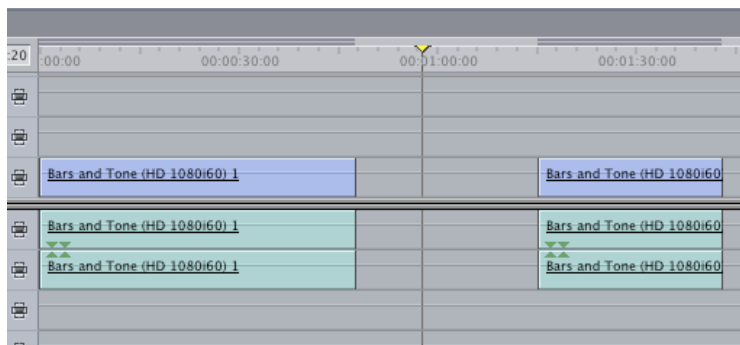 :20
:00:00
00:00:30:00
00:01:00:00
00:01:30:00
Bars and Tone (HD 1080i60) 1
Bars and Tone (HD 1080i60
Bars and Tone (HD 1080i60) 1
Bars and Tone (HD 1080i60
Bars and Tone (HD 1080i60) 1
Bars and Tone (HD 1080i60